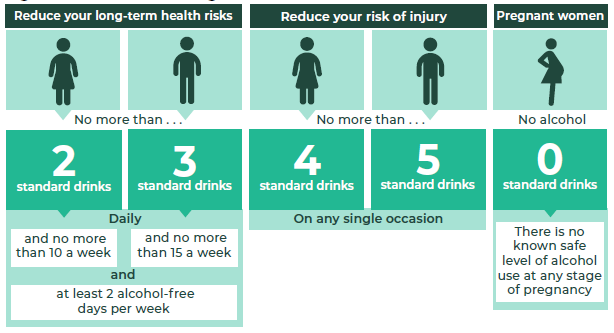 Reduce your long-term health risks
No more than . . .
2
standard drinks
3
standard drinks
Daily
and no more
than 10 a week
and no more
than 15 a week
and
at least 2 alcohol-free
days per week
Reduce your risk of injury
No more than . . .
4
standard drinks
5
standard drinks
On any single occasion
Pregnant women
No alcohol
0
standard drinks
There is no
known safe
level of alcohol
use at any stage
of pregnancy